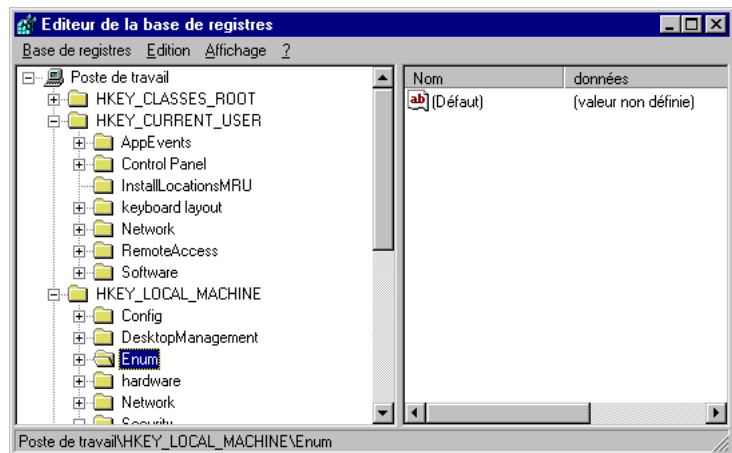 Editeur de la base de registres
Base de registres Edition Affichage ?
Poste de travail
HKEY_CLASSES_ROOT
HKEY_CURRENT_USER
AppEvents
Control Panel
InstallLocationsMRU
keyboard layout
Network
RemoteAccess
Software
HKEY_LOCAL_MACHINE
Config
DesktopManagement
Enum
hardware
Network
Security
Nom données
ab (Défaut) (valeur non définie)
Poste de travail\HKEY_LOCAL_MACHINE\Enum